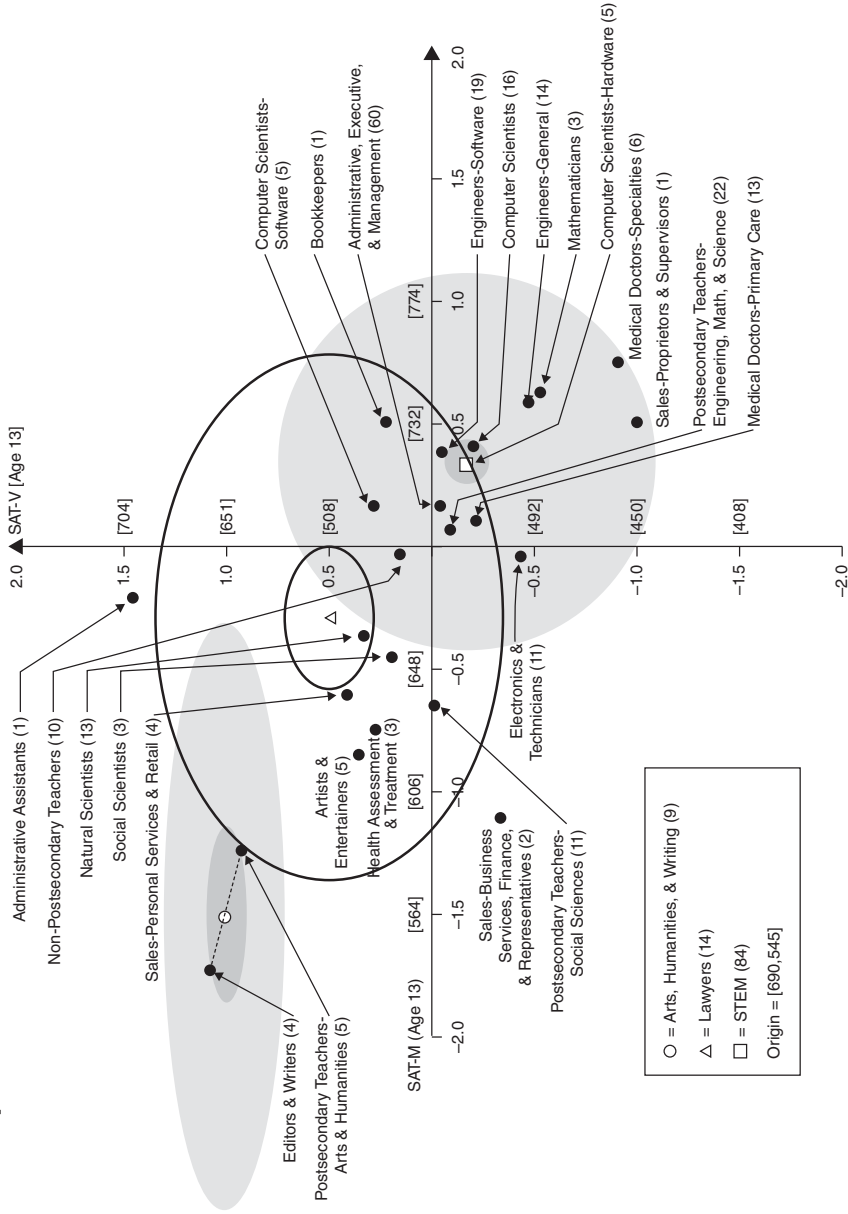 SAT-V [Age 13]
2.0
1.5
[704]
1.0
[651]
0.5
[508]
−0.5
[492]
−1.0
[450]
−1.5
[408]
−2.0
SAT-M (Age 13)
−2.0
−1.5
[564]
−1.0
[606]
−0.5
[648]
0.5
[732]
1.0
[774]
1.5
2.0
Administrative Assistants (1)
Non-Postsecondary Teachers (10)
Natural Scientists (13)
Social Scientists (3)
Sales-Personal Services & Retail (4)
Artists &
Entertainers (5)
Health Assessment
& Treatment (3)
Editors & Writers (4)
Postsecondary Teachers-
Arts & Humanities (5)
Sales-Business
Services, Finance,
& Representatives (2)
Postsecondary Teachers-
Social Sciences (11)
Electronics &
Technicians (11)
Computer Scientists-
Software (5)
Bookkeepers (1)
Administrative, Executive,
& Management (60)
Engineers-Software (19)
Computer Scientists (16)
Engineers-General (14)
Mathematicians (3)
Computer Scientists-Hardware (5)
Medical Doctors-Specialties (6)
Sales-Proprietors & Supervisors (1)
Postsecondary Teachers-
Engineering, Math, & Science (22)
Medical Doctors-Primary Care (13)
= Arts, Humanities, & Writing (9)
= Lawyers (14)
= STEM (84)
Origin = [690,545]